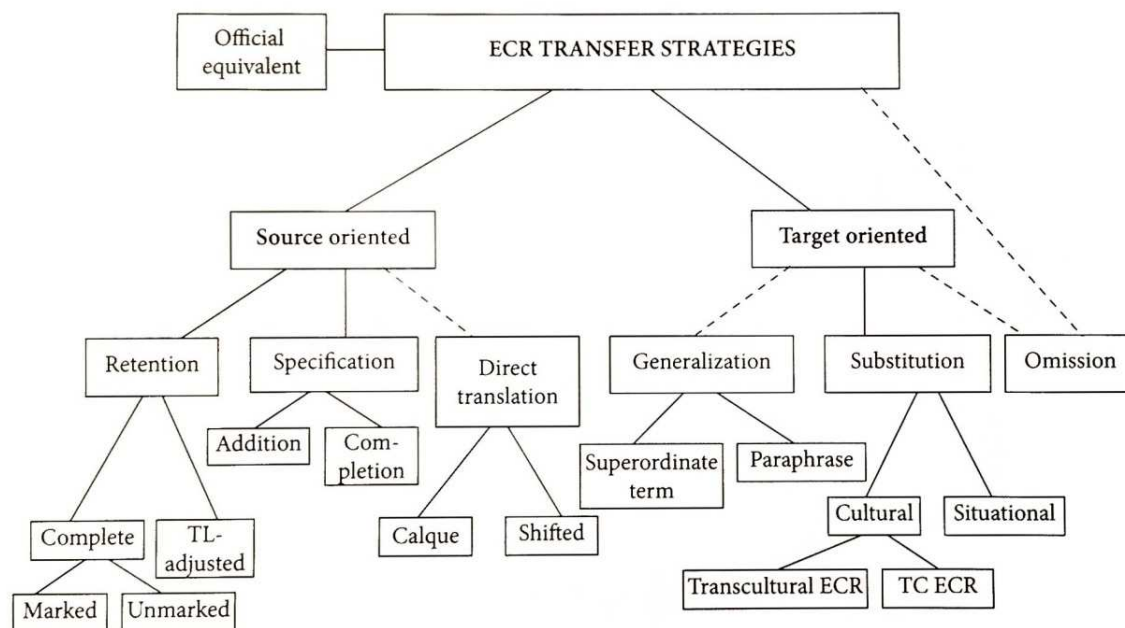 Official
equivalent
ECR TRANSFER STRATEGIES
Source oriented
Target oriented
Retention
Specification
Direct
translation
Generalization
Substitution
Omission
Addition
Com-
pletion
Superordinate
term
Paraphrase
Complete
TL-
adjusted
Calque
Shifted
Cultural
Situational
Marked
Unmarked
Transcultural ECR
TC ECR